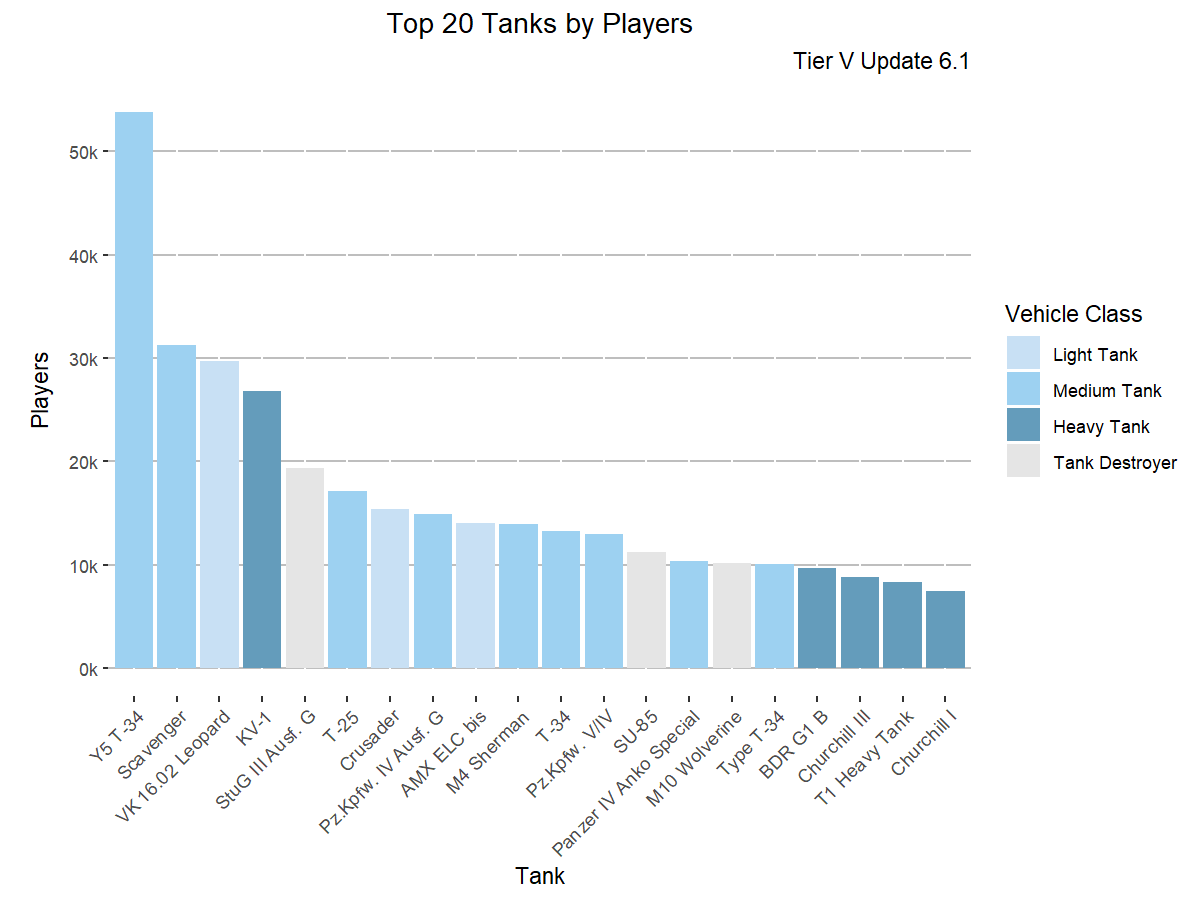 Top 20 Tanks by Players
Tier V Update 6.1
50k
40k
30k
20k
10k
0k
Players
Y5 T-34
Scavenger
VK 16.02 Leopard
KV-1
StuG III Ausf. G
T-25
Crusader
Pz.Kpfw. IV Ausf. G
AMX ELC bis
M4 Sherman
T-34
Pz.Kpfw. V/IV
SU-85
Panzer IV Anko Special
M10 Wolverine
Type T-34
BDR G1 B
Churchill III
T1 Heavy Tank
Churchill I
Tank
Vehicle Class
Light Tank
Medium Tank
Heavy Tank
Tank Destroyer